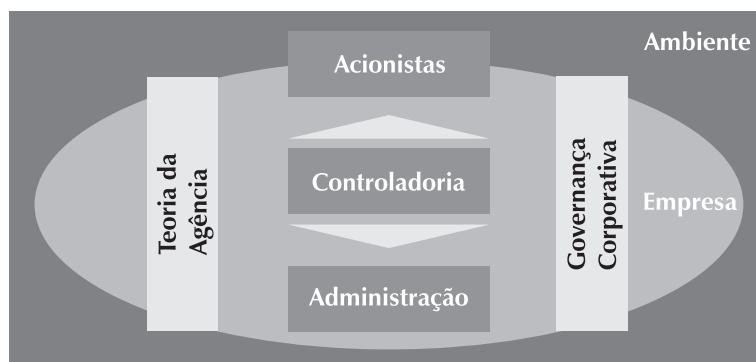 Ambiente
Acionistas
Teoria da
Agência
Controladoria
Governança
Corporativa
Empresa
Administração